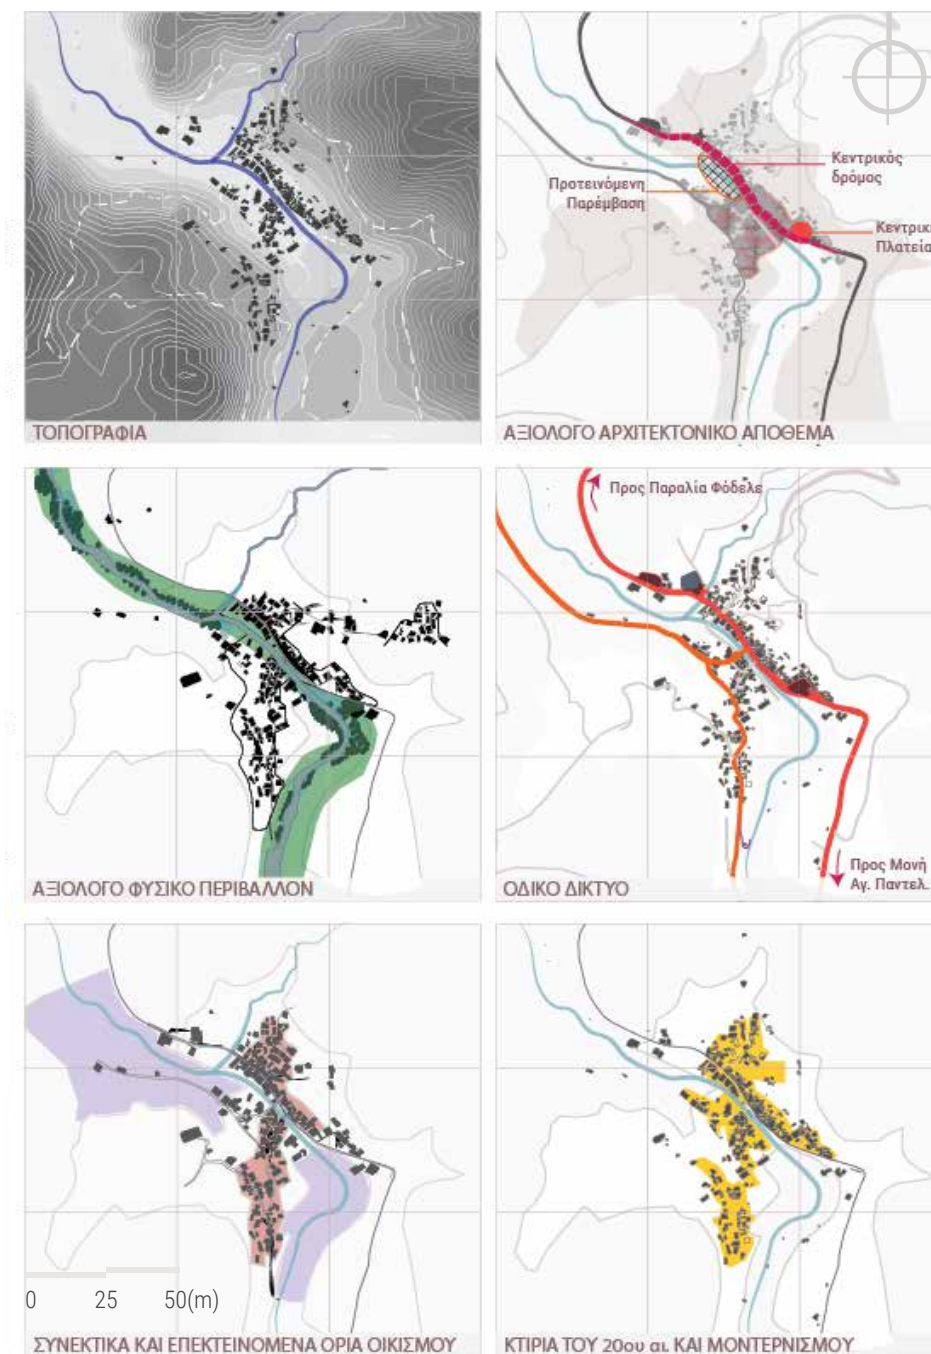 Κεντρικός
δρόμος
Προτεινόμενη
Παρέμβαση
Πλατεία
ΤΟΠΟΓΡΑΦΙΑ
ΑΞΙΟΛΟΓΟ ΑΡΧΙΤΕΚΤΟΝΙΚΟ ΑΠΟΘΕΜΑ
Προς Παραλία Φόδελε
Προς Μονή
Αγ. Παντελ.
ΑΞΙΟΛΟΓΟ ΦΥΣΙΚΟ ΠΕΡΙΒΑΛΛΟΝ
ΟΔΙΚΟ ΔΙΚΤΥΟ
0 25 50(m)
ΣΥΝΕΚΤΙΚΑ ΚΑΙ ΕΠΕΚΤΕΙΝΟΜΕΝΑ ΟΡΙΑ ΟΙΚΙΣΜΟΥ
ΚΤΙΡΙΑ ΤΟΥ 20ου αι. ΚΑΙ ΜΟΝΤΕΡΝΙΣΜΟΥ